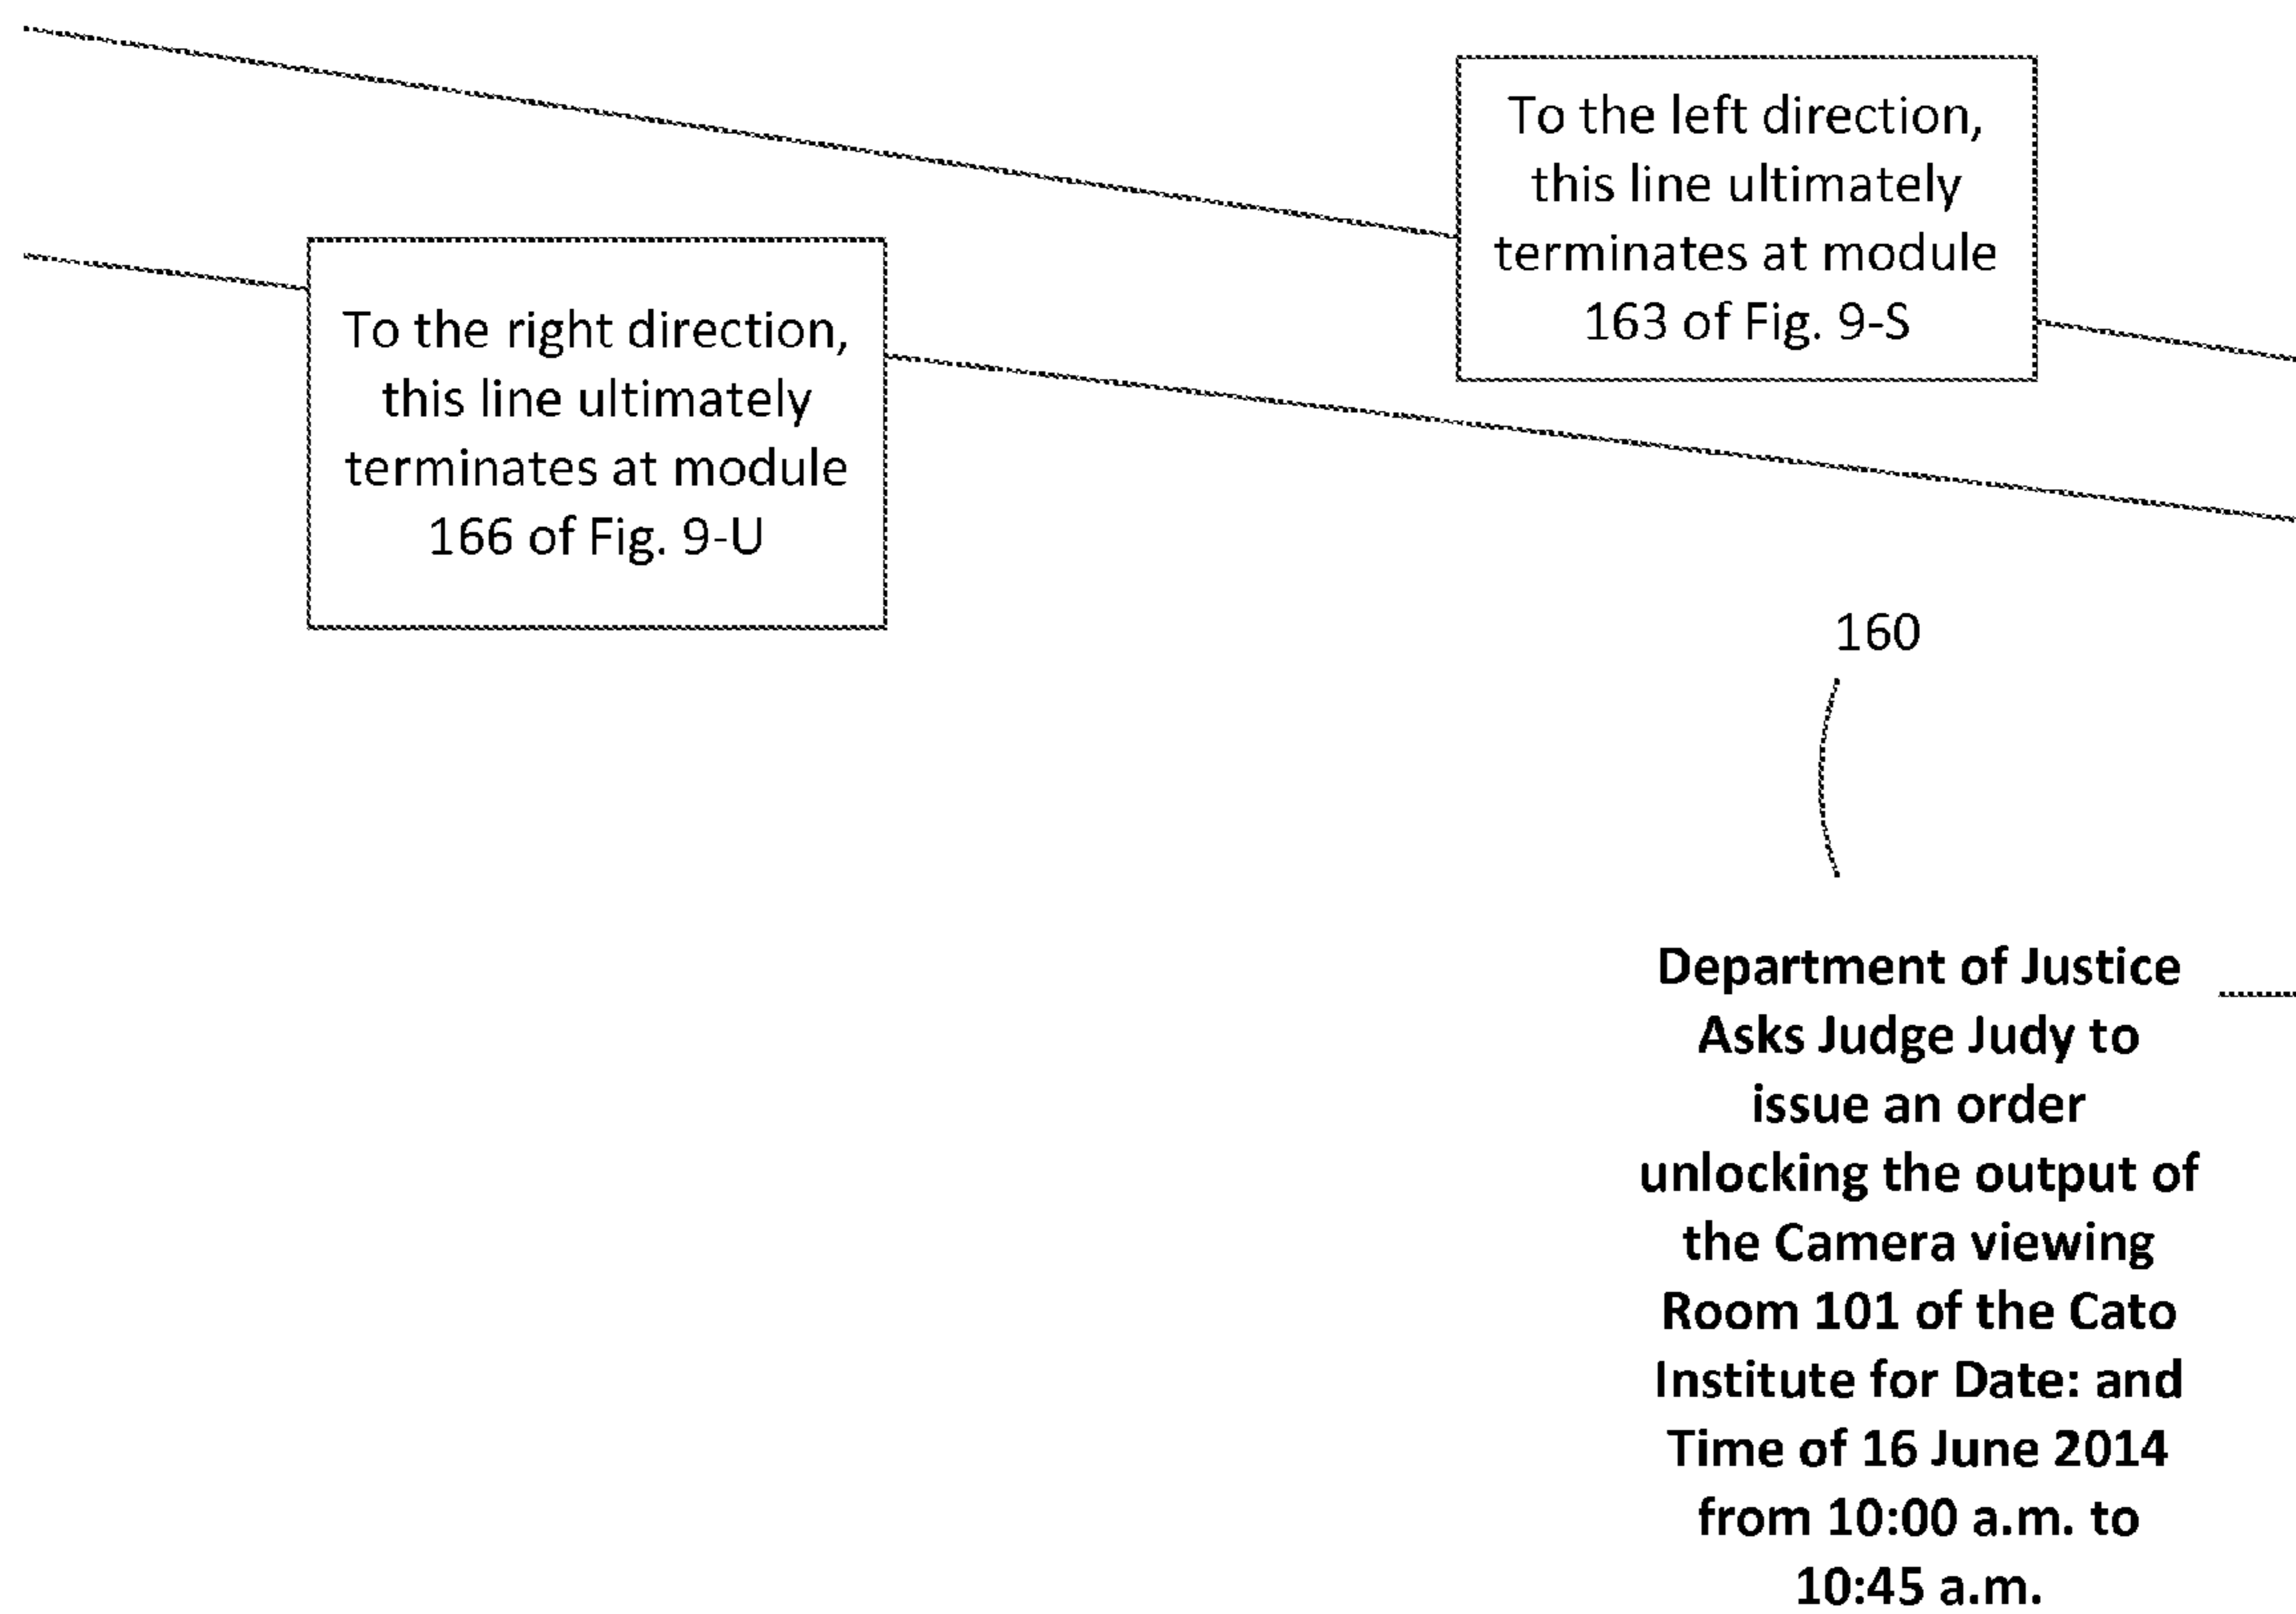 To the left direction,
this line ultimately
terminates at module
163 of Fig. 9-S
To the right direction,
this line ultimately
terminates at module
166 of Fig. 9-U
160
Department of Justice
Asks Judge Judy to
issue an order
unlocking the output of
the Camera viewing
Room 101 of the Cato
Institute for Date: and
Time of 16 June 2014
from 10:00 a.m. to
10:45 a.m.